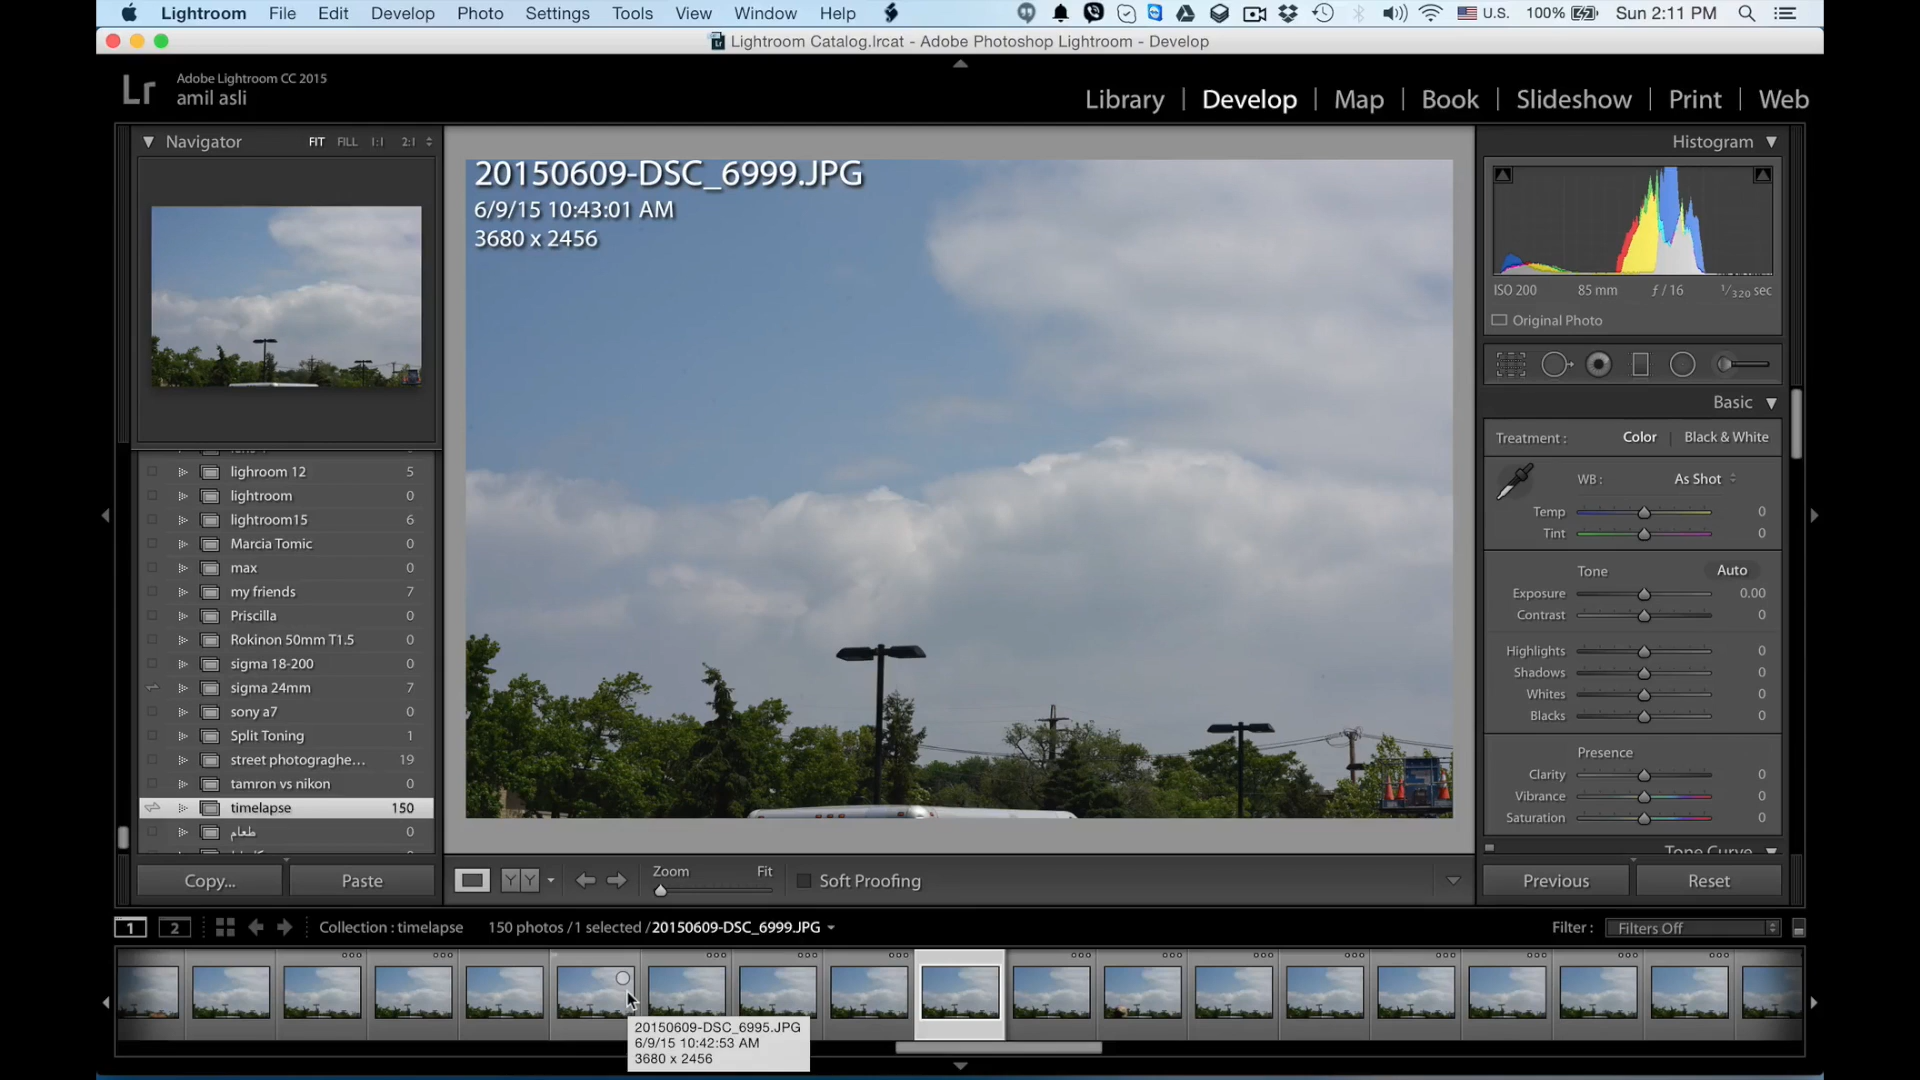 Lightroom File Edit Develop Photo Settings Tools View Window Help U.S. 100% Sun 2:11 PM
Lightroom Catalog.lrcat - Adobe Photoshop Lightroom - Develop
Lr
Adobe Lightroom CC 2015
amil asli
Library | Develop | Map | Book | Slideshow | Print | Web
Navigator FIT FILL 1:1 2:1
Histogram
20150609-DSC_6999.JPG
6/9/15 10:43:01 AM
3680 x 2456
ISO 200 85 mm ƒ / 16 1/320 sec
Original Photo
Basic
Treatment : Color | Black & White
WB : As Shot
Temp 0
Tint 0
Tone Auto
Exposure 0.00
Contrast 0
Highlights 0
Shadows 0
Whites 0
Blacks 0
Presence
Clarity 0
Vibrance 0
Saturation 0
Tone Curve
lighroom 12 5
lightroom 0
lightroom15 6
Marcia Tomic 0
max 0
my friends 7
Priscilla 0
Rokinon 50mm T1.5 0
sigma 18-200 0
sigma 24mm 7
sony a7 0
Split Toning 1
street photographe... 19
tamron vs nikon 0
timelapse 150
طعام 0
Copy... Paste
YY Zoom Fit Soft Proofing
Previous Reset
1 2 Collection : timelapse 150 photos / 1 selected / 20150609-DSC_6999.JPG
Filter : Filters Off
20150609-DSC_6995.JPG
6/9/15 10:42:53 AM
3680 x 2456